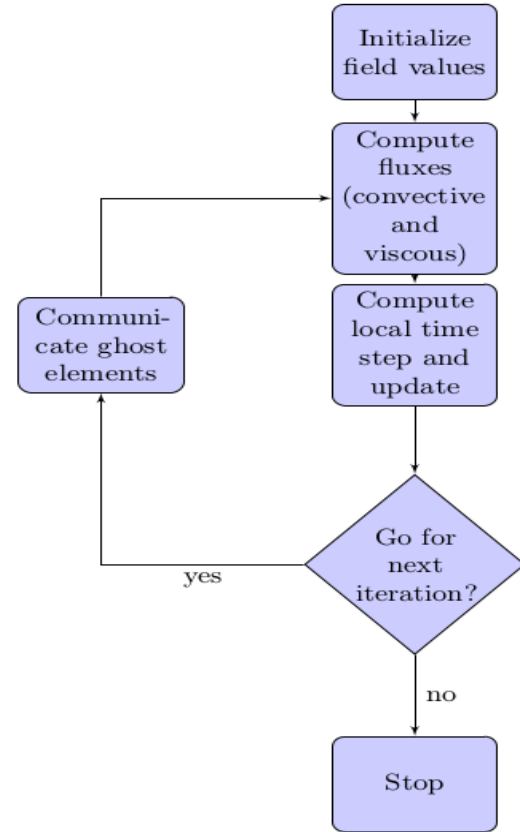 Initialize
field values
Compute
fluxes
(convective
and
viscous)
Communi-
cate ghost
elements
Compute
local time
step and
update
Go for
next
iteration?
yes
no
Stop